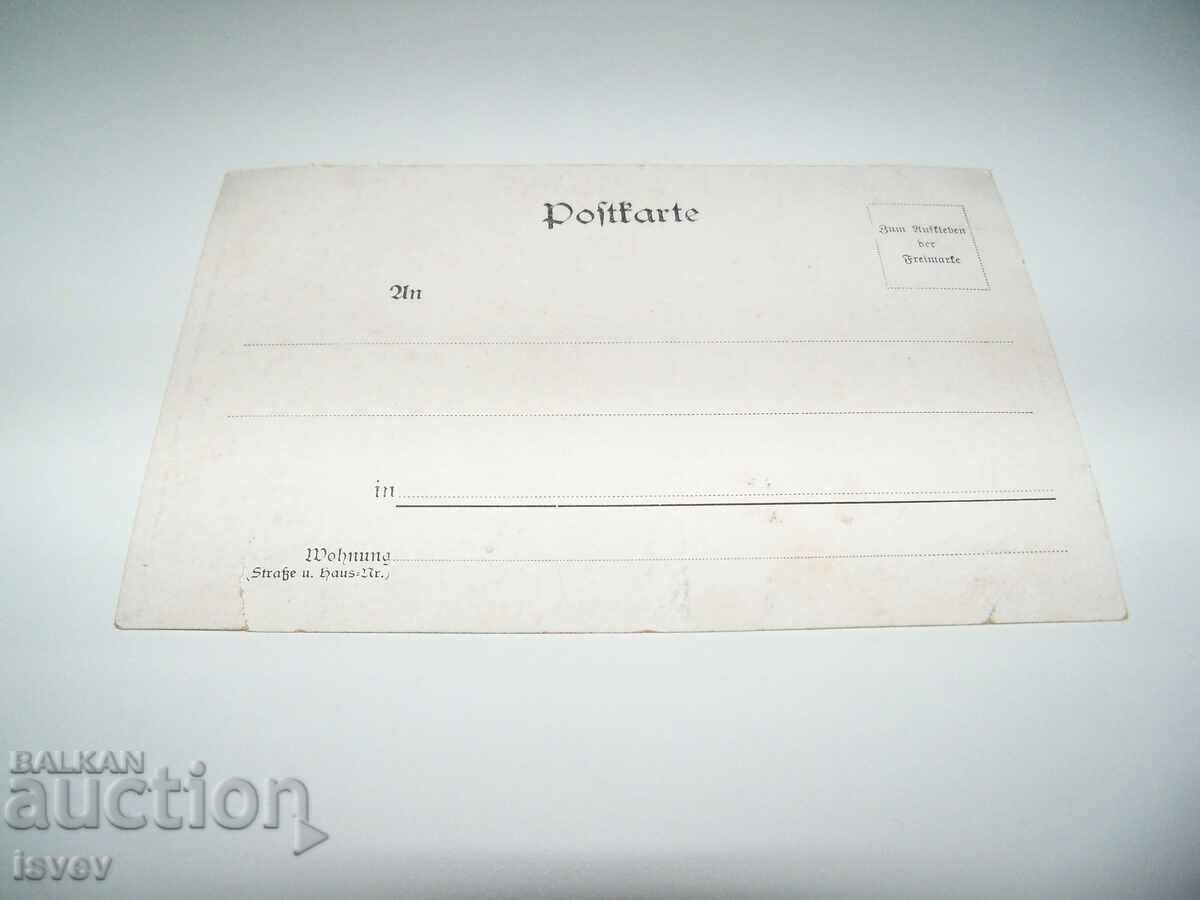 Postkarte
Zum Aufkleben
der
Freimarke
An
in
Wohnung
(Straße u. Haus-Nr.)
BALKAN
auction
isvev